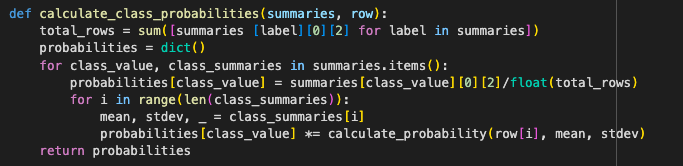 def calculate_class_probabilities(summaries, row):
    total_rows = sum([summaries [label][0][2] for label in summaries])
    probabilities = dict()
    for class_value, class_summaries in summaries.items():
        probabilities[class_value] = summaries[class_value][0][2]/float(total_rows)
        for i in range(len(class_summaries)):
            mean, stdev, _ = class_summaries[i]
            probabilities[class_value] *= calculate_probability(row[i], mean, stdev)
    return probabilities